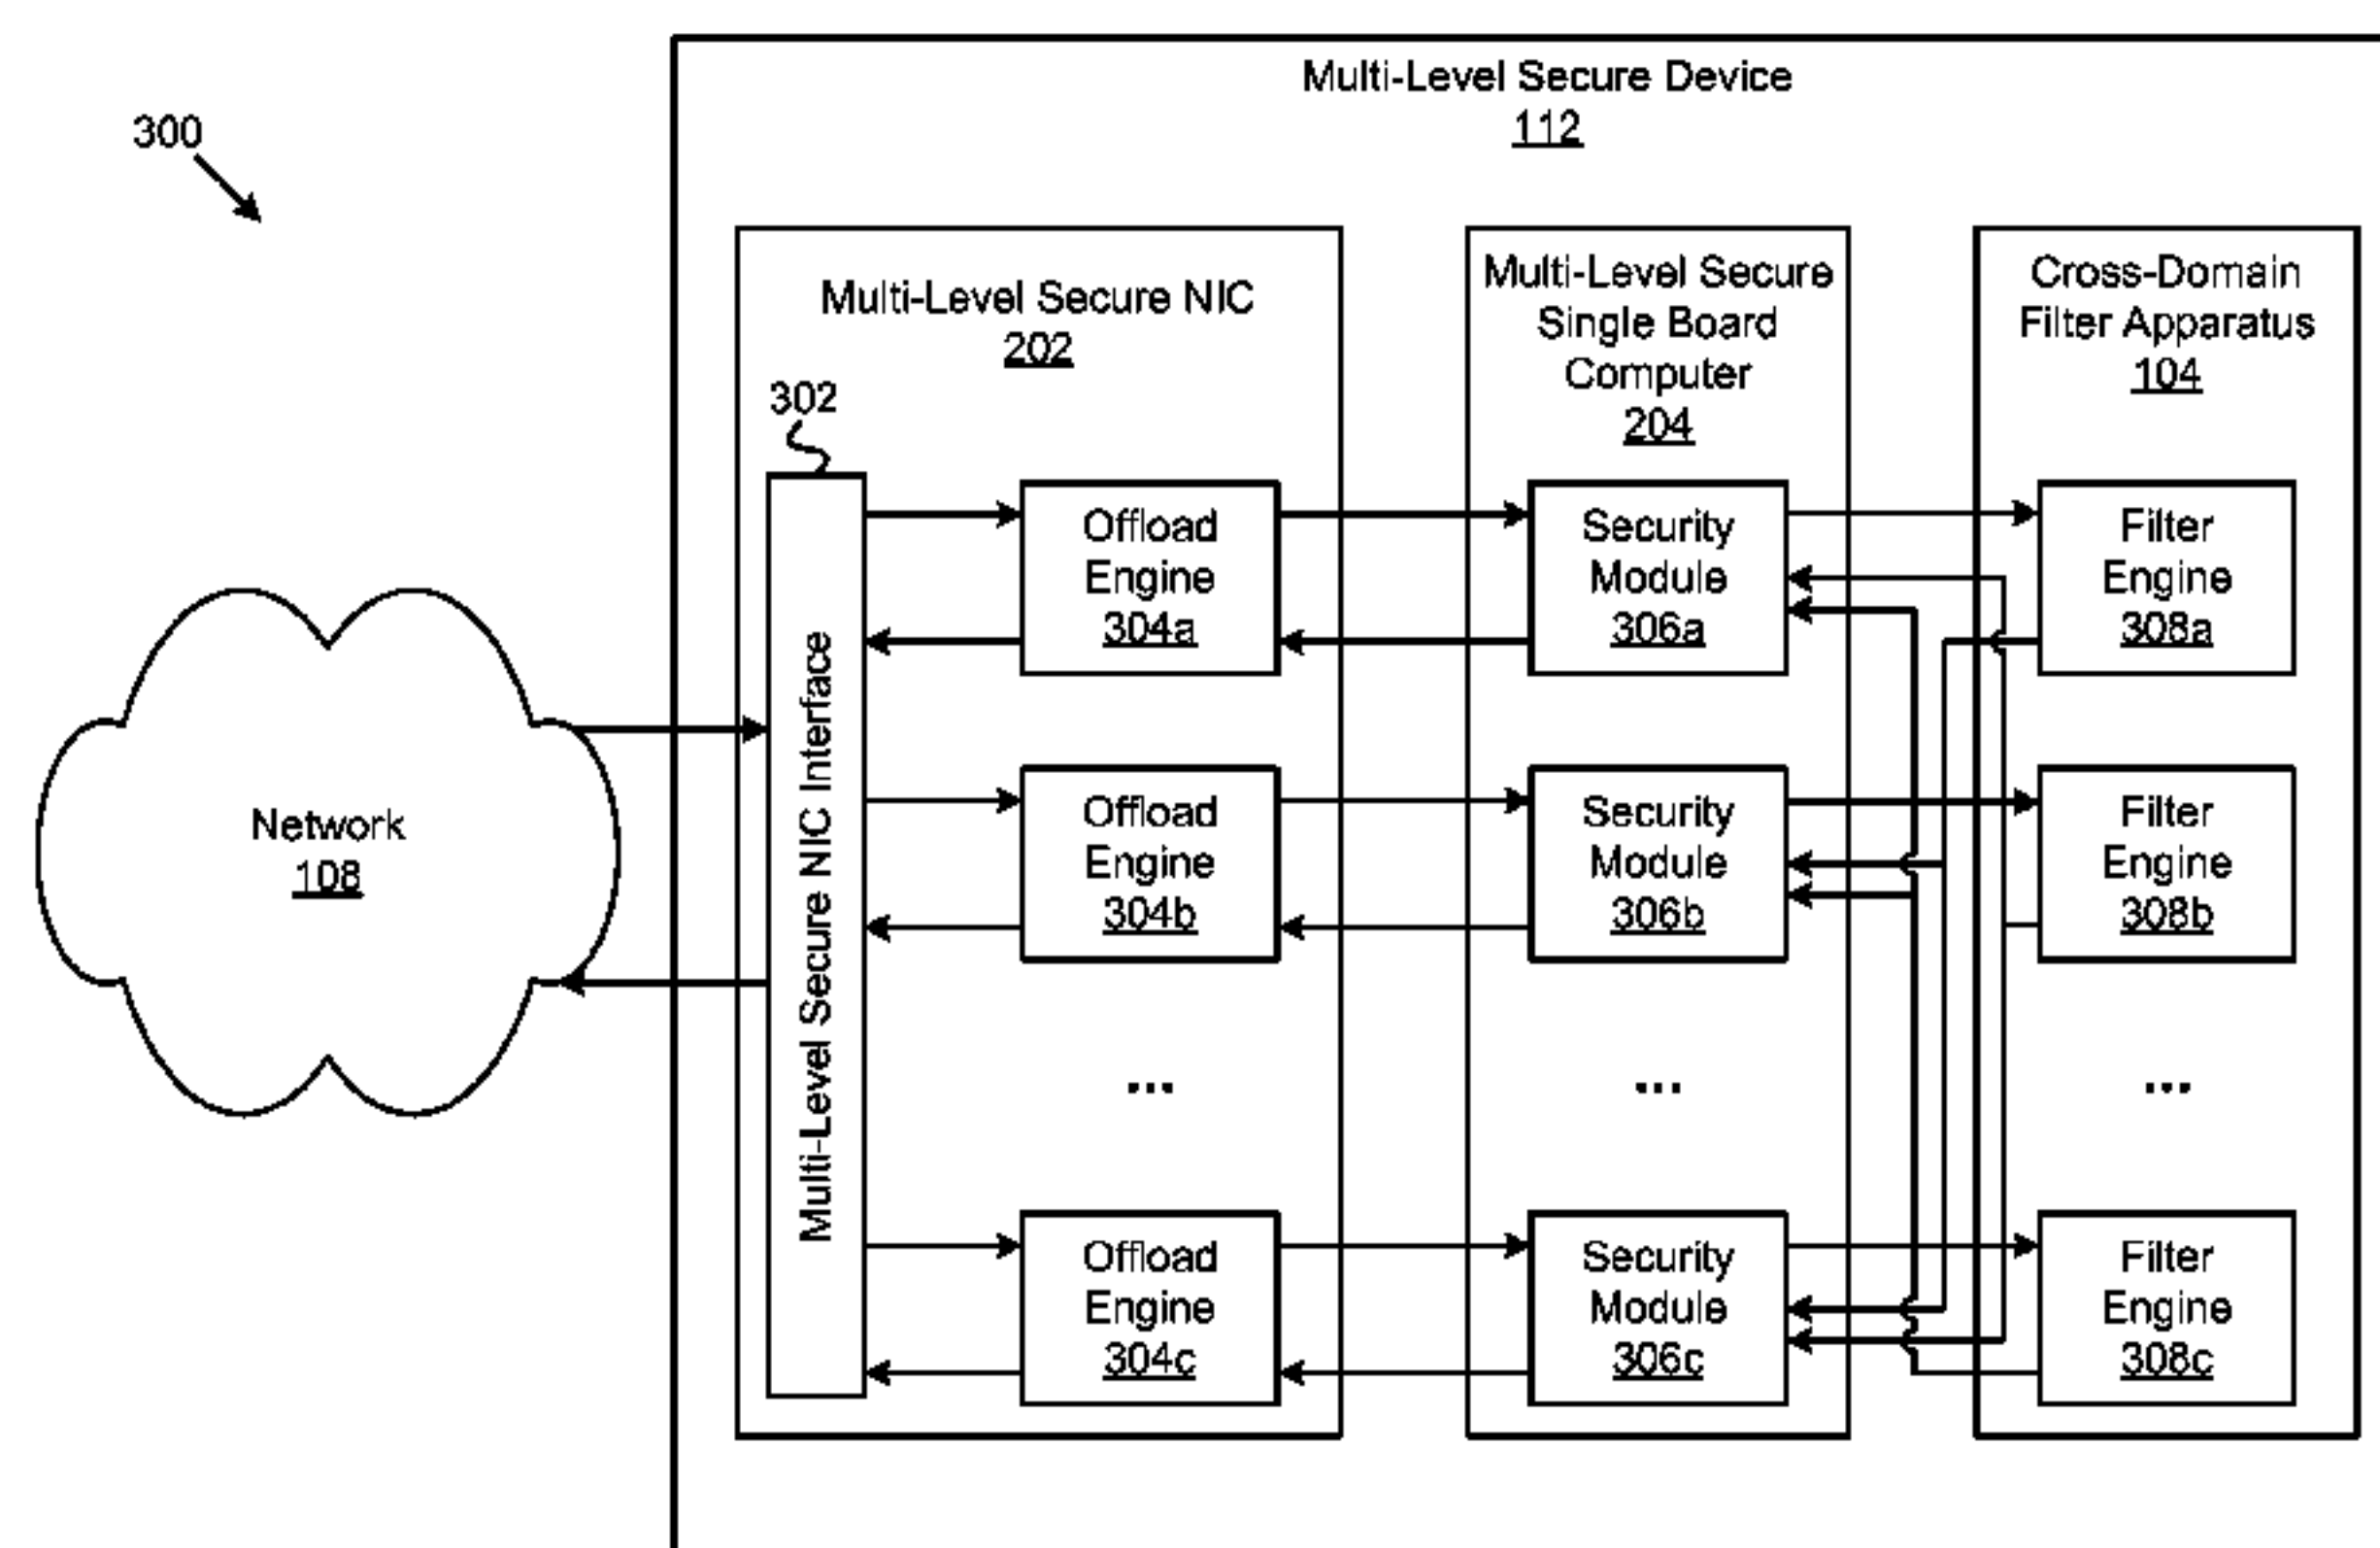 Multi-Level Secure Device
112
300
Multi-Level Secure NIC
202
Multi-Level Secure
Single Board
Computer
204
Cross-Domain
Filter Apparatus
104
302
Multi-Level Secure NIC Interface
Network
108
Offload
Engine
304a
Security
Module
306a
Filter
Engine
308a
Offload
Engine
304b
Security
Module
306b
Filter
Engine
308b
...
...
...
Offload
Engine
304c
Security
Module
306c
Filter
Engine
308c